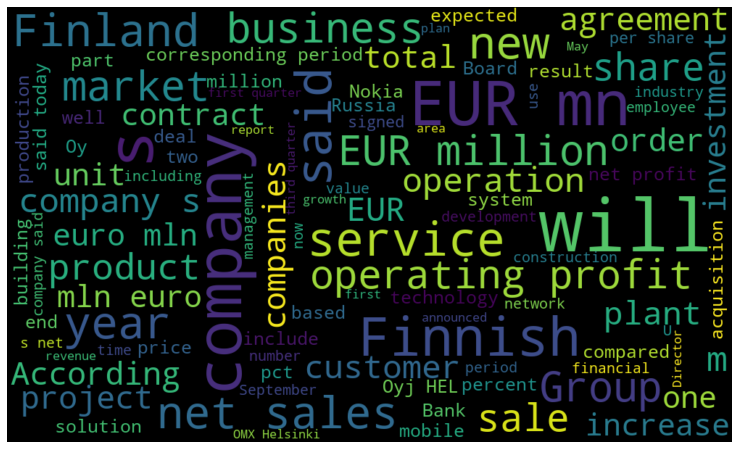 Finland
business
new
expected
plan
agreement
May
per share
part
corresponding period
total
Board
result
share
market
million
Nokia
EUR mn
use
industry
employee
production
said today
well
contract
first quarter
said
Russia
signed
investment
Oy
deal
two
s
report
third quarter
EUR million
area
order
unit
including
company
companies
value
operation
net profit
company s
management
growth
EUR
system
development
will
building
company said
euro mln
now
service
construction
acquisition
product
operating profit
mln euro
first
technology
network
plant
end
year
include
based
announced
Finnish
U
s net
time
price
number
customer
period
compared
m
revenue
According
pct
September
Oyj HEL
percent
Group
financial
Director
one
project
net sales
Bank
sale
increase
solution
OMX Helsinki
mobile